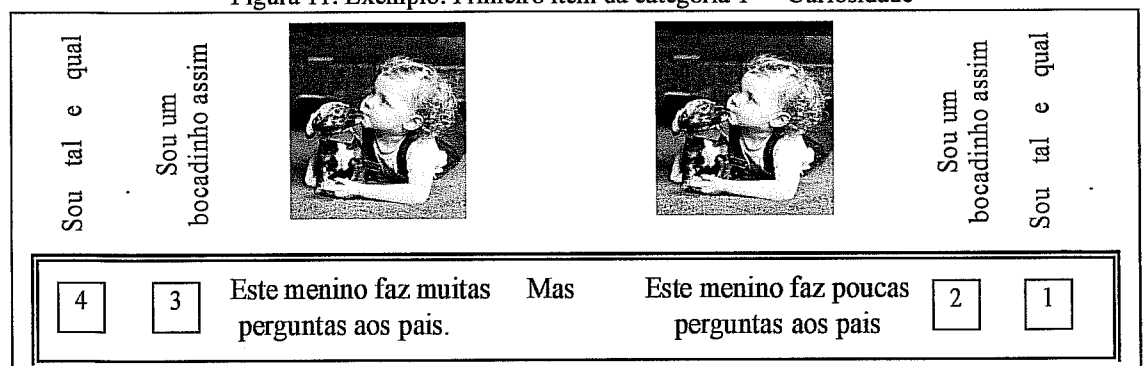 Figura 11. Exemplo: Primeiro item da categoria 1 – Curiosidade
Sou tal e qual
Sou um
bocadinho assim
Sou um
bocadinho assim
Sou tal e qual
4 3 Este menino faz muitas Mas Este menino faz poucas 2 1
perguntas aos pais. perguntas aos pais